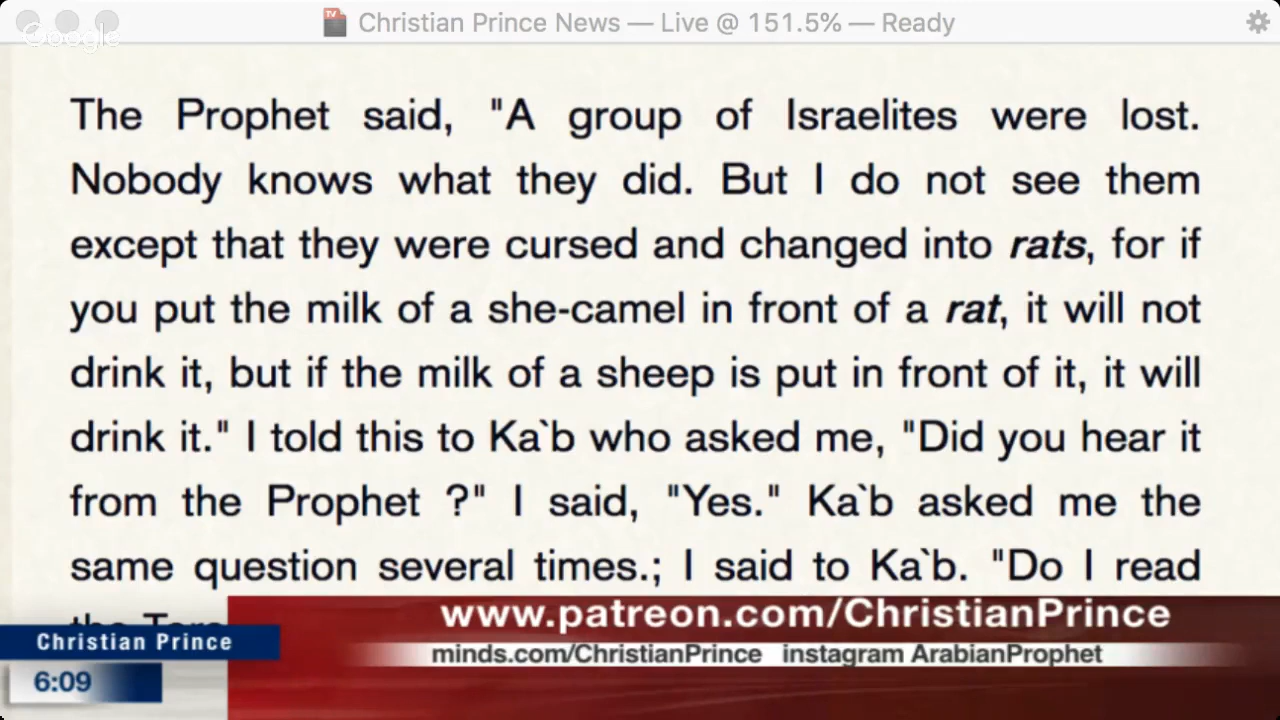 Christian Prince News — Live @ 151.5% — Ready
Google
The Prophet said, "A group of Israelites were lost.
Nobody knows what they did. But I do not see them
except that they were cursed and changed into rats, for if
you put the milk of a she-camel in front of a rat, it will not
drink it, but if the milk of a sheep is put in front of it, it will
drink it." I told this to Ka`b who asked me, "Did you hear it
from the Prophet ?" I said, "Yes." Ka`b asked me the
same question several times.; I said to Ka`b. "Do I read
www.patreon.com/ChristianPrince
Christian Prince
minds.com/ChristianPrince instagram ArabianProphet
6:09